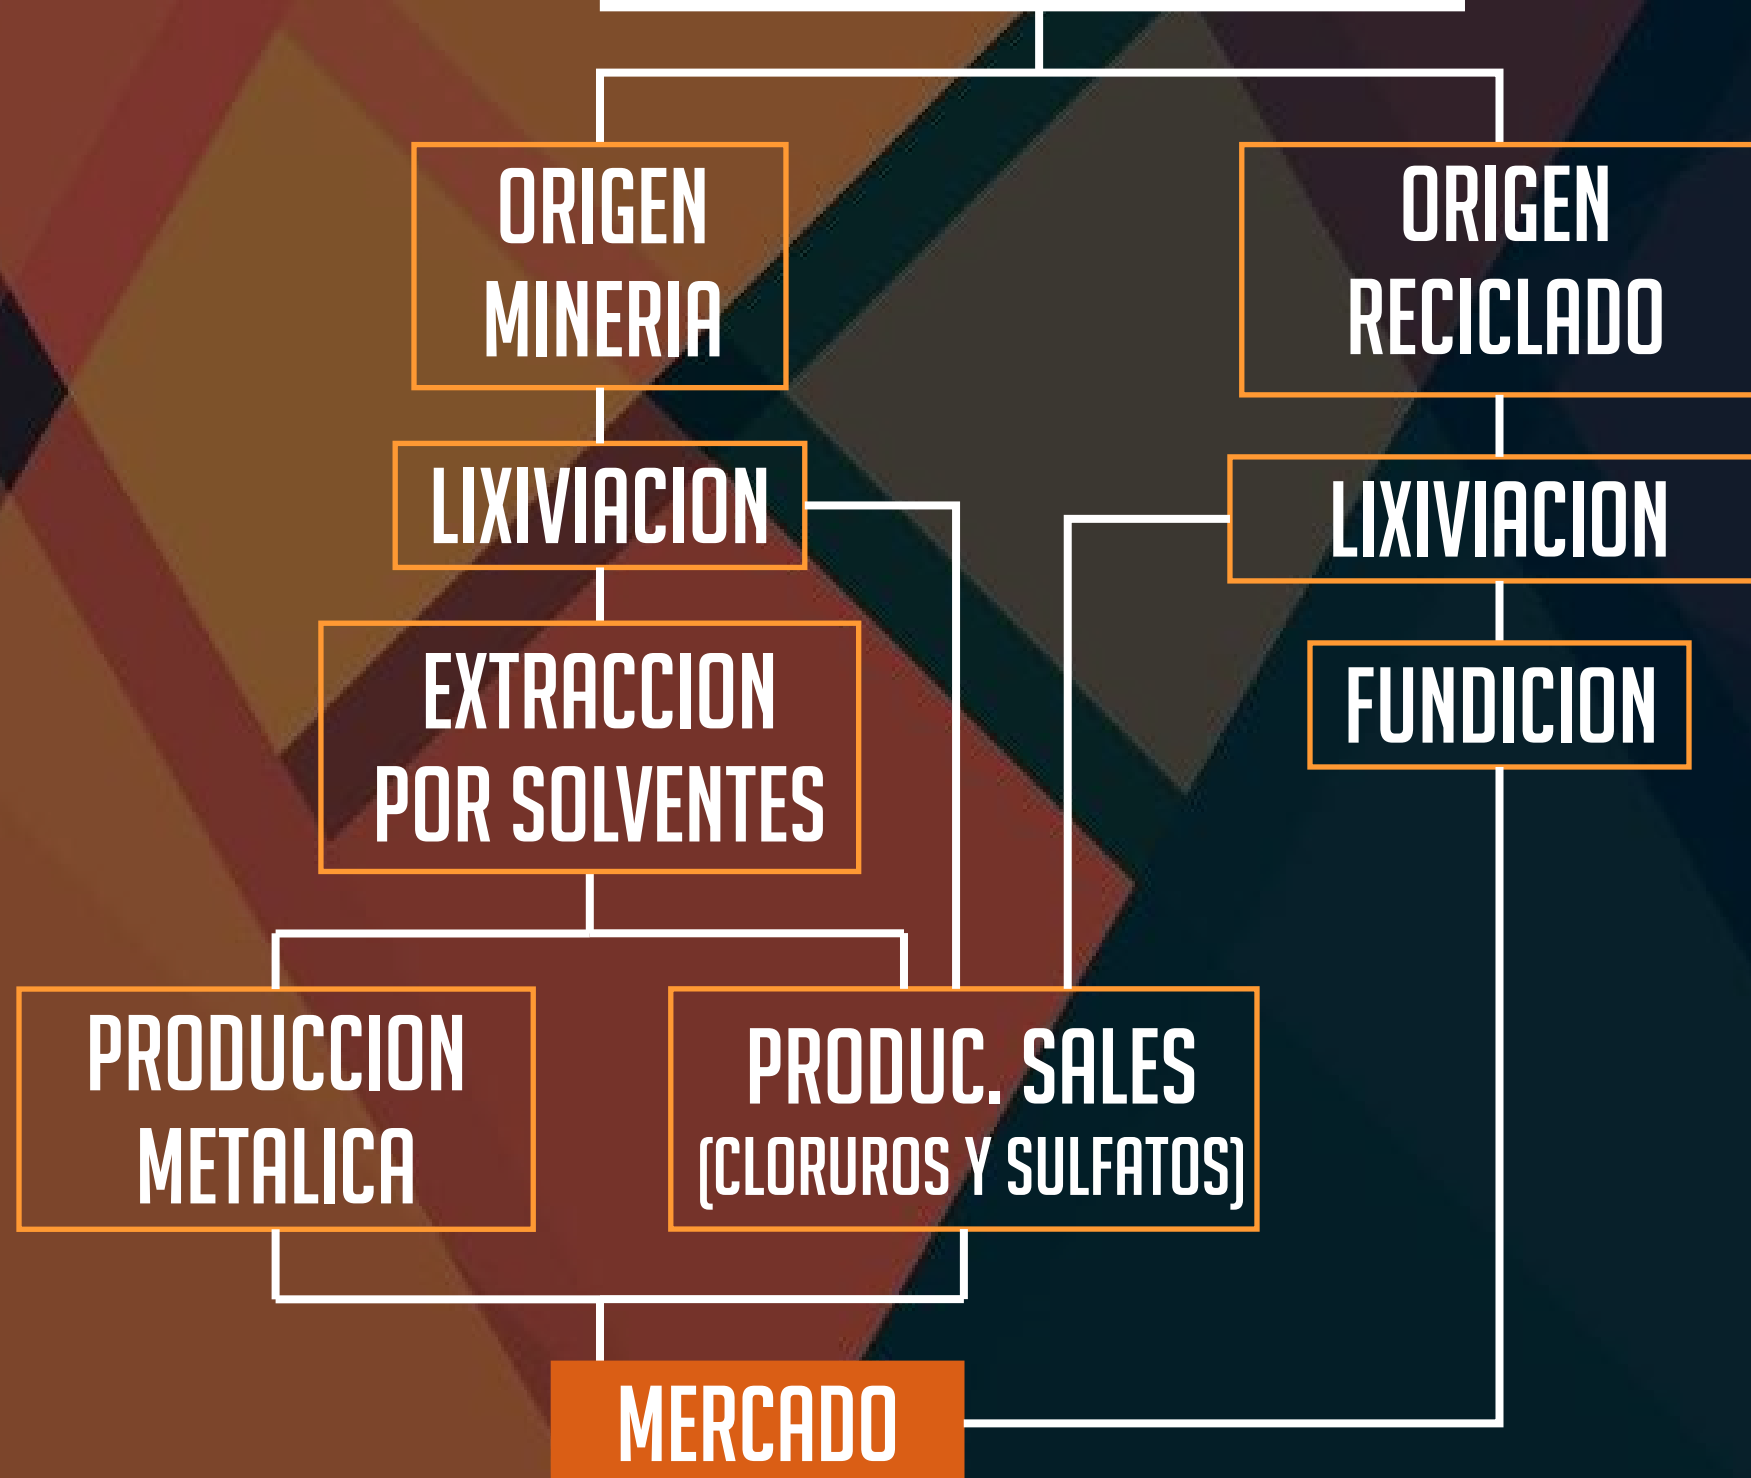 ORIGEN
MINERIA
ORIGEN
RECICLADO
LIXIVIACION
LIXIVIACION
EXTRACCION
POR SOLVENTES
FUNDICION
PRODUCCION
METALICA
PRODUC. SALES
(CLORUROS Y SULFATOS)
MERCADO